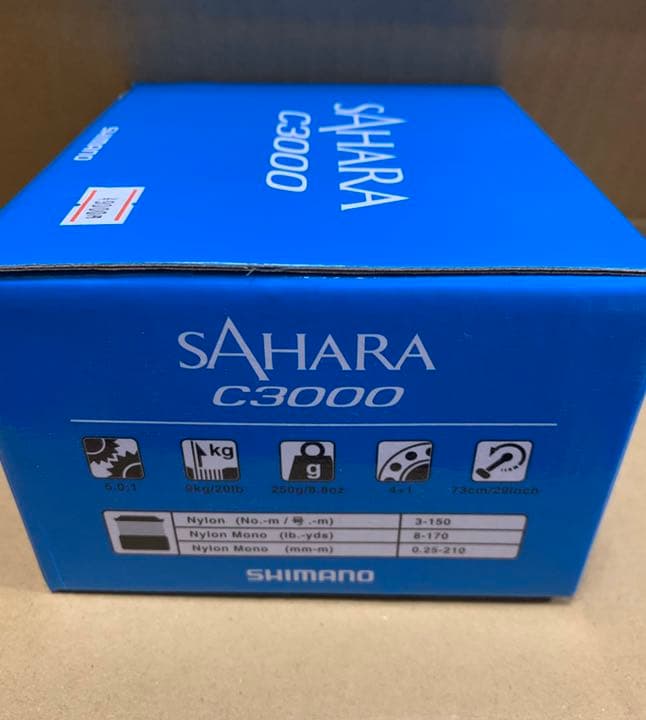 SAHARA
C3000
SHIMANO
SAHARA
C3000
kg
g
5.0:1
9kg/20lb
250g/8.8oz
4+1
73cm/29inch
Nylon (No.-m / 号.-m) 3-150
Nylon Mono (lb.-yds) 8-170
Nylon Mono (mm-m) 0.25-210
SHIMANO